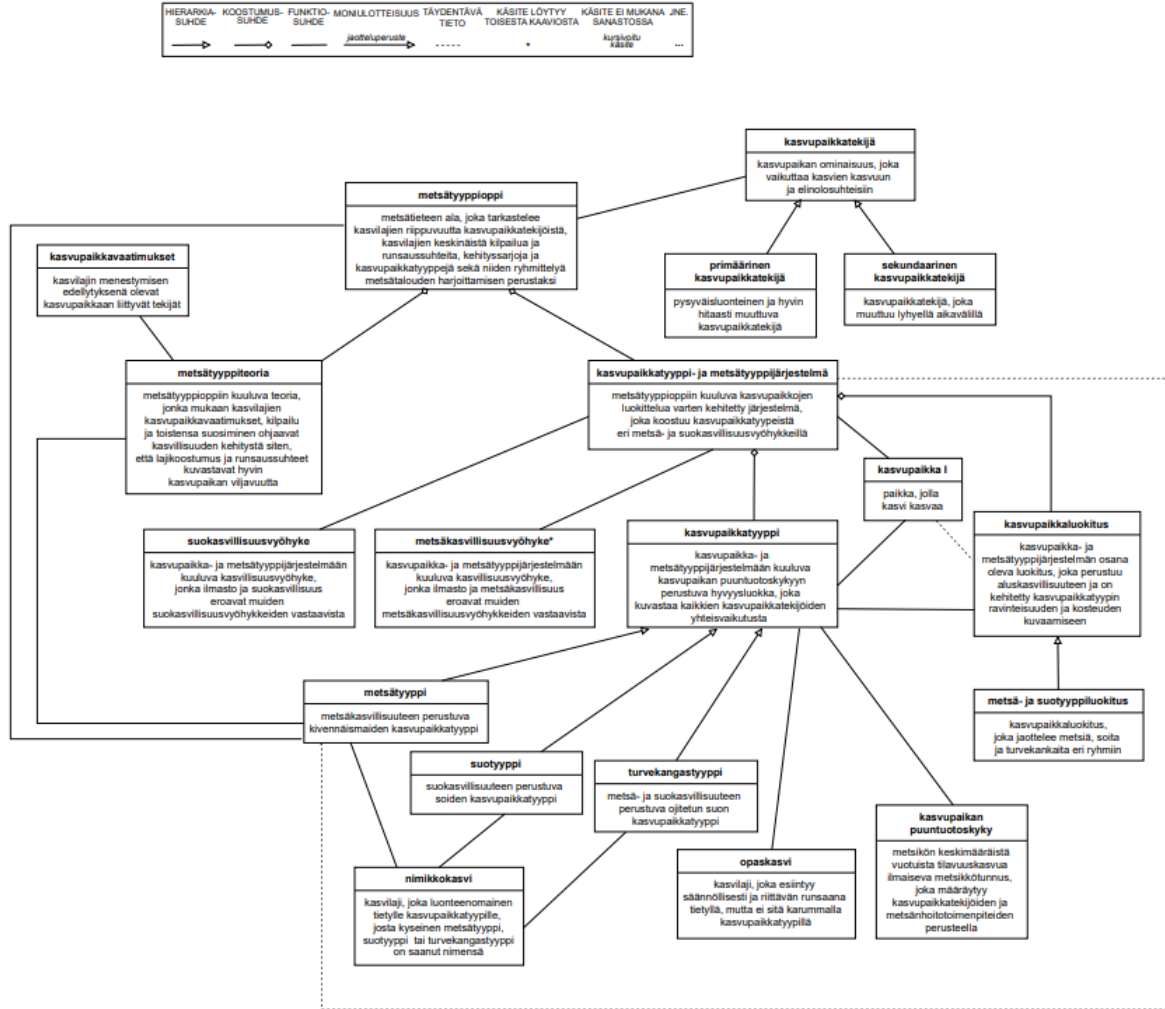 HIERARKIA-
SUHDE
KOOSTUMUS-
SUHDE
FUNKTIO-
SUHDE
MONIULOTTEISUUS
jaotteluperuste
TÄYDENTÄVÄ
TIETO
KÄSITE LÖYTYY
TOISESTA KAAVIOSTA
*
KÄSITE EI MUKANA
SANASTOSSA
kursivoitu
käsite
JNE.
...
kasvupaikkatekijä
kasvupaikan ominaisuus, joka
vaikuttaa kasvien kasvuun
ja elinolosuhteisiin
metsätyyppioppi
metsätieteen ala, joka tarkastelee
kasvilajien riippuvuutta kasvupaikkatekijöistä,
kasvilajien keskinäistä kilpailua ja
runsaussuhteita, kehityssarjoja ja
kasvupaikkatyyppejä sekä niiden ryhmittelyä
metsätalouden harjoittamisen perustaksi
kasvupaikkavaatimukset
kasvilajin menestymisen
edellytyksenä olevat
kasvupaikkaan liittyvät tekijät
primäärinen
kasvupaikkatekijä
pysyväisluonteinen ja hyvin
hitaasti muuttuva
kasvupaikkatekijä
sekundaarinen
kasvupaikkatekijä
kasvupaikkatekijä, joka
muuttuu lyhyellä aikavälillä
metsätyyppiteoria
metsätyyppioppiin kuuluva teoria,
jonka mukaan kasvilajien
kasvupaikkavaatimukset, kilpailu
ja toistensa suosiminen ohjaavat
kasvillisuuden kehitystä siten,
että lajikoostumus ja runsaussuhteet
kuvastavat hyvin
kasvupaikan viljavuutta
kasvupaikkatyyppi- ja metsätyyppijärjestelmä
metsätyyppioppiin kuuluva kasvupaikkojen
luokittelua varten kehitetty järjestelmä,
joka koostuu kasvupaikkatyypeistä
eri metsä- ja suokasvillisuusvyöhykkeillä
kasvupaikka I
paikka, jolla
kasvi kasvaa
suokasvillisuusvyöhyke
kasvupaikka- ja metsätyyppijärjestelmään
kuuluva kasvillisuusvyöhyke,
jonka ilmasto ja suokasvillisuus
eroavat muiden
suokasvillisuusvyöhykkeiden vastaavista
metsäkasvillisuusvyöhyke*
kasvupaikka- ja metsätyyppijärjestelmään
kuuluva kasvillisuusvyöhyke,
jonka ilmasto ja metsäkasvillisuus
eroavat muiden
metsäkasvillisuusvyöhykkeiden vastaavista
kasvupaikkatyyppi
kasvupaikka- ja
metsätyyppijärjestelmään kuuluva
kasvupaikan puuntuotoskykyyn
perustuva hyvyysluokka, joka
kuvastaa kaikkien kasvupaikkatekijöiden
yhteisvaikutusta
kasvupaikkaluokitus
kasvupaikka- ja
metsätyyppijärjestelmän osana
oleva luokitus, joka perustuu
aluskasvillisuuteen ja on
kehitetty kasvupaikkatyypin
ravinteisuuden ja kosteuden
kuvaamiseen
metsätyyppi
metsäkasvillisuuteen perustuva
kivennäismaiden kasvupaikkatyyppi
metsä- ja suotyyppiluokitus
kasvupaikkaluokitus,
joka jaottelee metsiä, soita
ja turvekankaita eri ryhmiin
suotyyppi
suokasvillisuuteen perustuva
soiden kasvupaikkatyyppi
turvekangastyyppi
metsä- ja suokasvillisuuteen
perustuva ojitetun suon
kasvupaikkatyyppi
kasvupaikan
puuntuotoskyky
metsikön keskimääräistä
vuotuista tilavuuskasvua
ilmaiseva metsikkötunnus,
joka määräytyy
kasvupaikkatekijöiden ja
metsänhoitotoimenpiteiden
perusteella
opaskasvi
kasvilaji, joka esiintyy
säännöllisesti ja riittävän runsaana
tietyllä, mutta ei sitä karummalla
kasvupaikkatyypillä
nimikkokasvi
kasvilaji, joka luonteenomainen
tietylle kasvupaikkatyypille,
josta kyseinen metsätyyppi,
suotyyppi tai turvekangastyyppi
on saanut nimensä